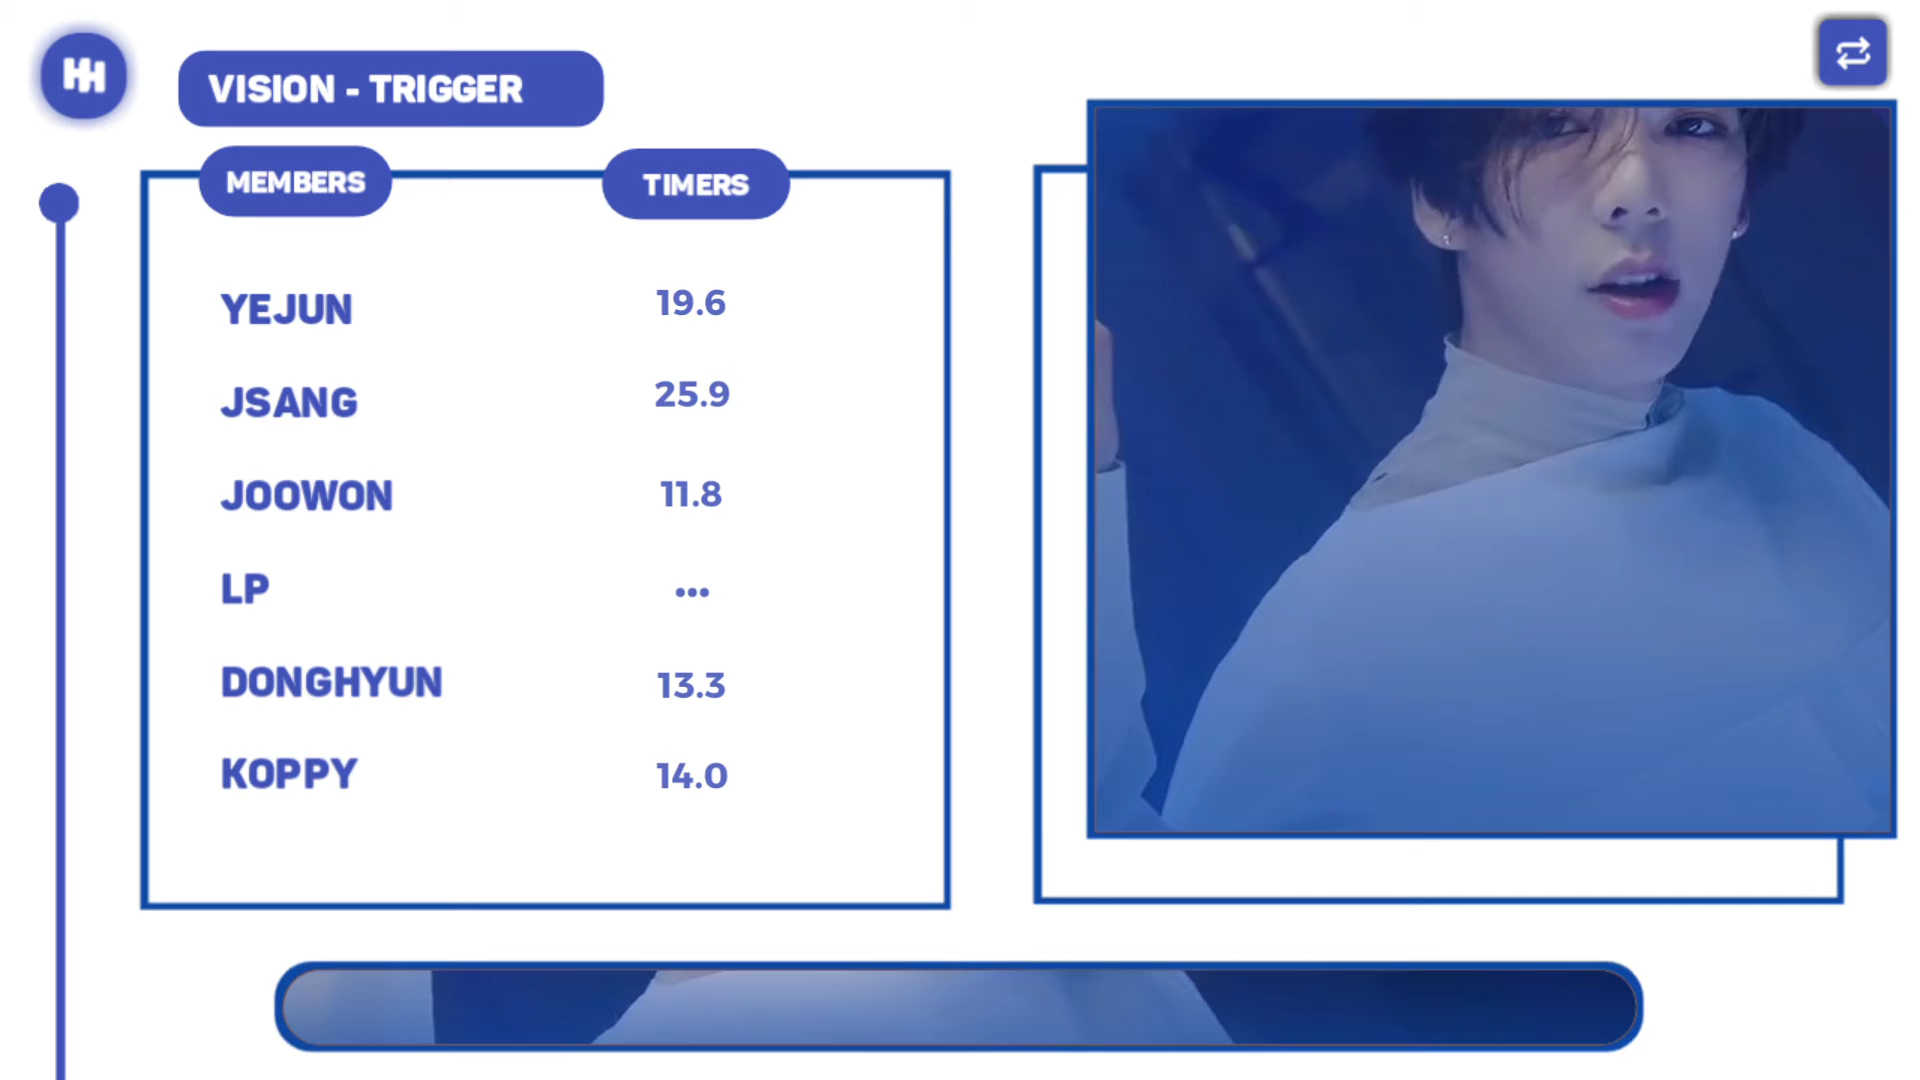 HH
VISION - TRIGGER
MEMBERS TIMERS
YEJUN 19.6
JSANG 25.9
JOOWON 11.8
LP ...
DONGHYUN 13.3
KOPPY 14.0